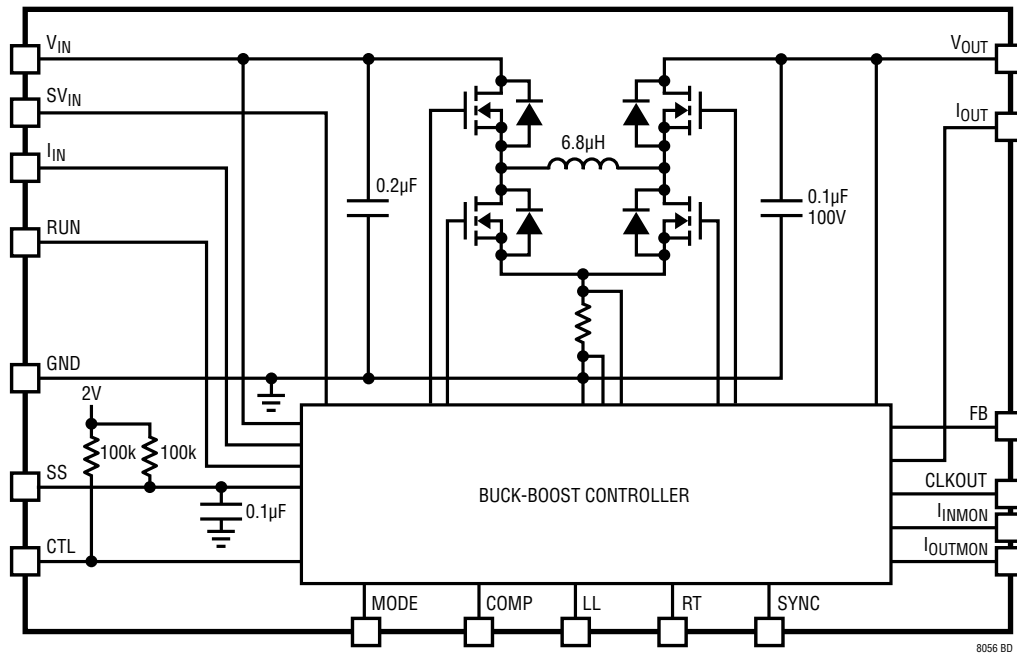 VIN
VOUT
SVIN
IOUT
IIN
6.8µH
0.2µF
0.1µF
100V
RUN
GND
2V
FB
100k
100k
SS
CLKOUT
BUCK-BOOST CONTROLLER
0.1µF
IINMON
CTL
IOUTMON
MODE
COMP
LL
RT
SYNC
8056 BD